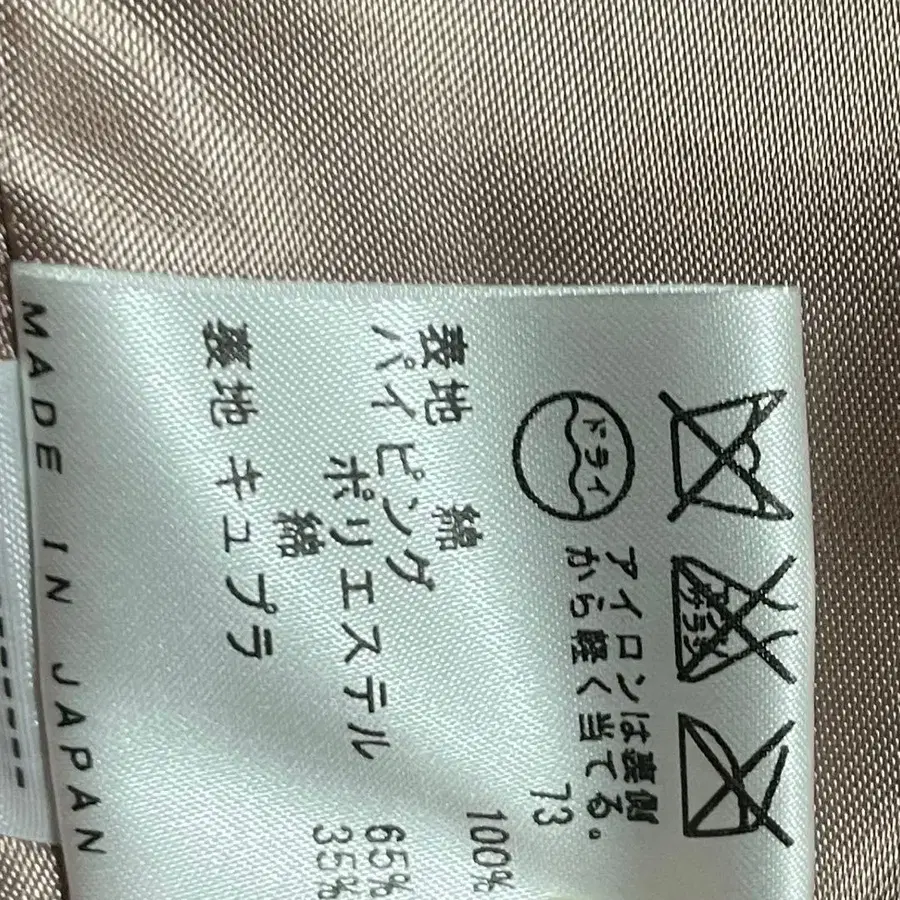 ドライ
アイロンは裏側
から軽く当てる。
73
表地 綿 100%
パイピング
ポリエステル 65%
綿 35%
裏地 キュプラ
MADE IN JAPAN